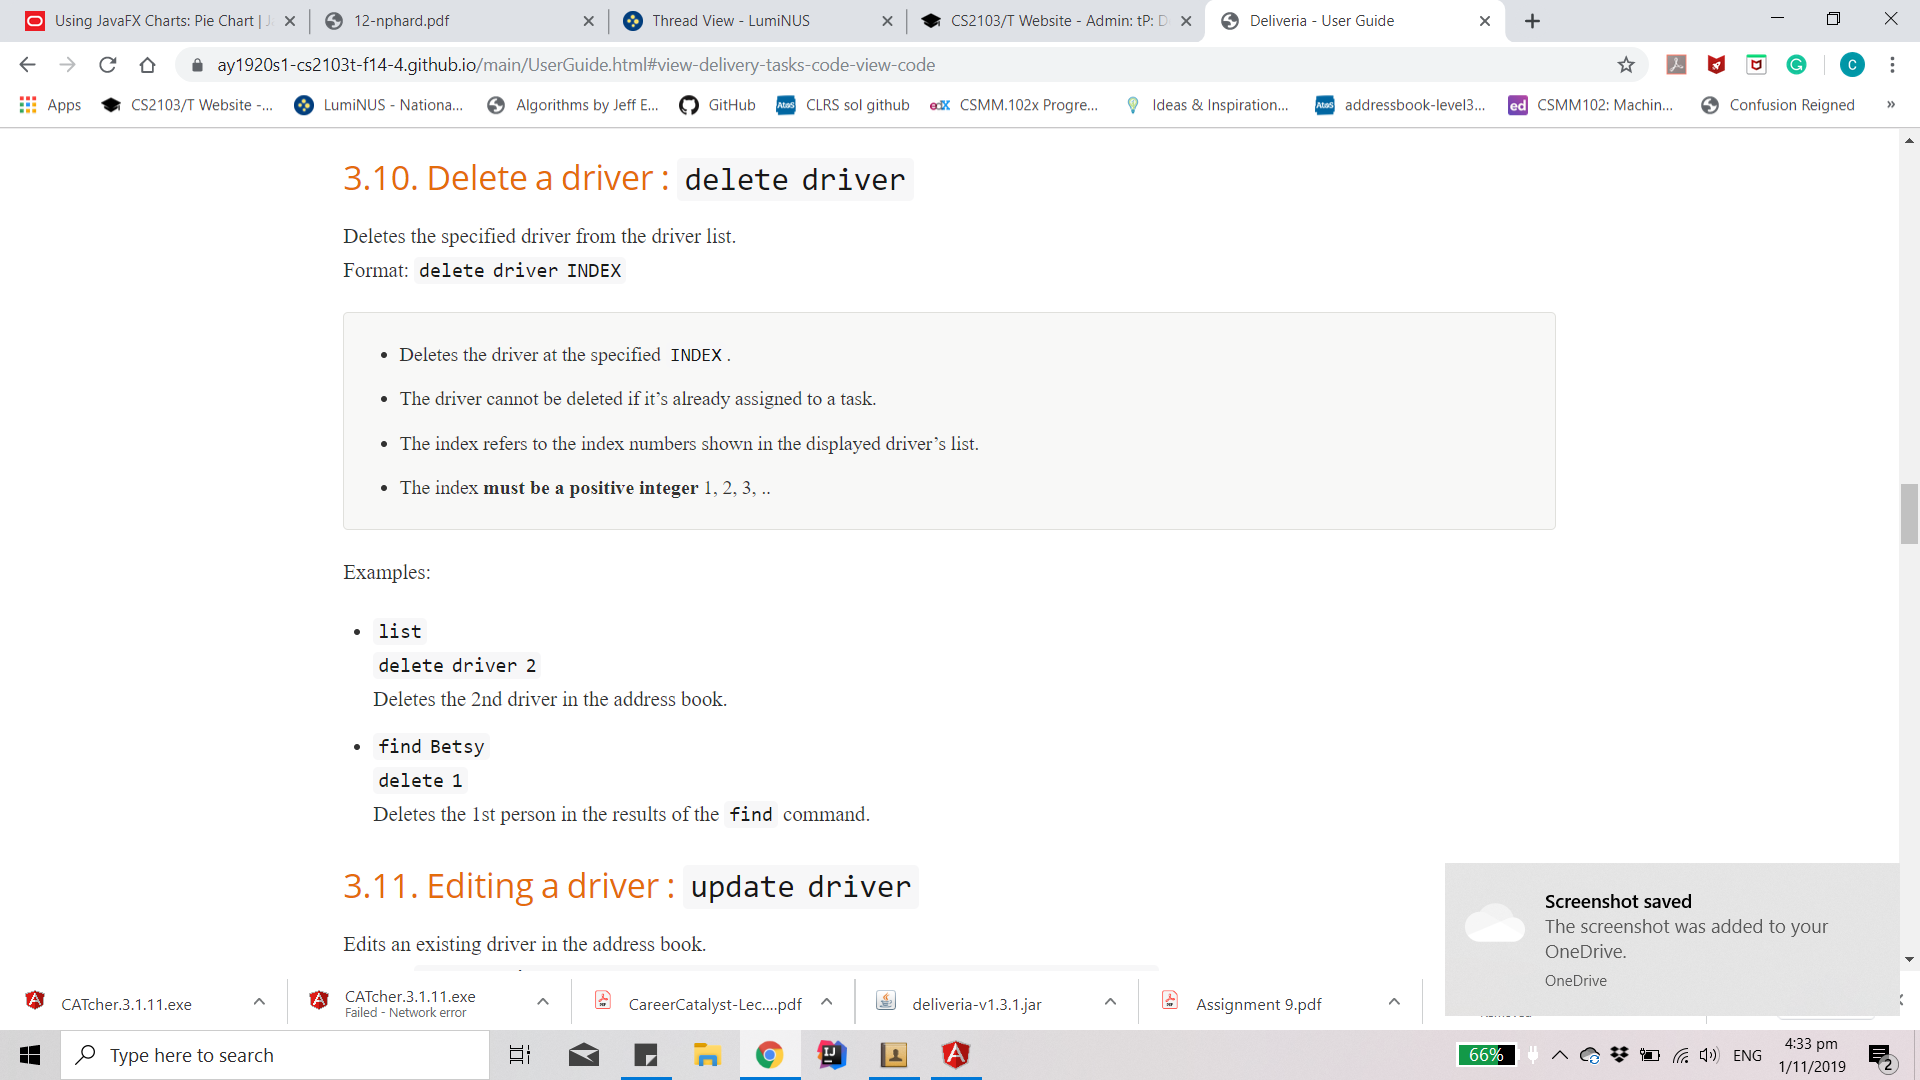 Using JavaFX Charts: Pie Chart | J
12-nphard.pdf
Thread View - LumiNUS
CS2103/T Website - Admin: tP: D
Deliveria - User Guide
ay1920s1-cs2103t-f14-4.github.io/main/UserGuide.html#view-delivery-tasks-code-view-code
Apps
CS2103/T Website -...
LumiNUS - Nationa...
Algorithms by Jeff E...
GitHub
CLRS sol github
CSMM.102x Progre...
Ideas & Inspiration...
addressbook-level3...
CSMM102: Machin...
Confusion Reigned
»
3.10. Delete a driver : delete driver
Deletes the specified driver from the driver list.
Format: delete driver INDEX
• Deletes the driver at the specified INDEX .
• The driver cannot be deleted if it’s already assigned to a task.
• The index refers to the index numbers shown in the displayed driver’s list.
• The index must be a positive integer 1, 2, 3, ..
Examples:
• list
delete driver 2
Deletes the 2nd driver in the address book.
• find Betsy
delete 1
Deletes the 1st person in the results of the find command.
3.11. Editing a driver : update driver
Edits an existing driver in the address book.
Screenshot saved
The screenshot was added to your
OneDrive.
OneDrive
CATcher.3.1.11.exe
CATcher.3.1.11.exe
Failed - Network error
CareerCatalyst-Lec....pdf
deliveria-v1.3.1.jar
Assignment 9.pdf
Type here to search
66%
ENG
4:33 pm
1/11/2019
2